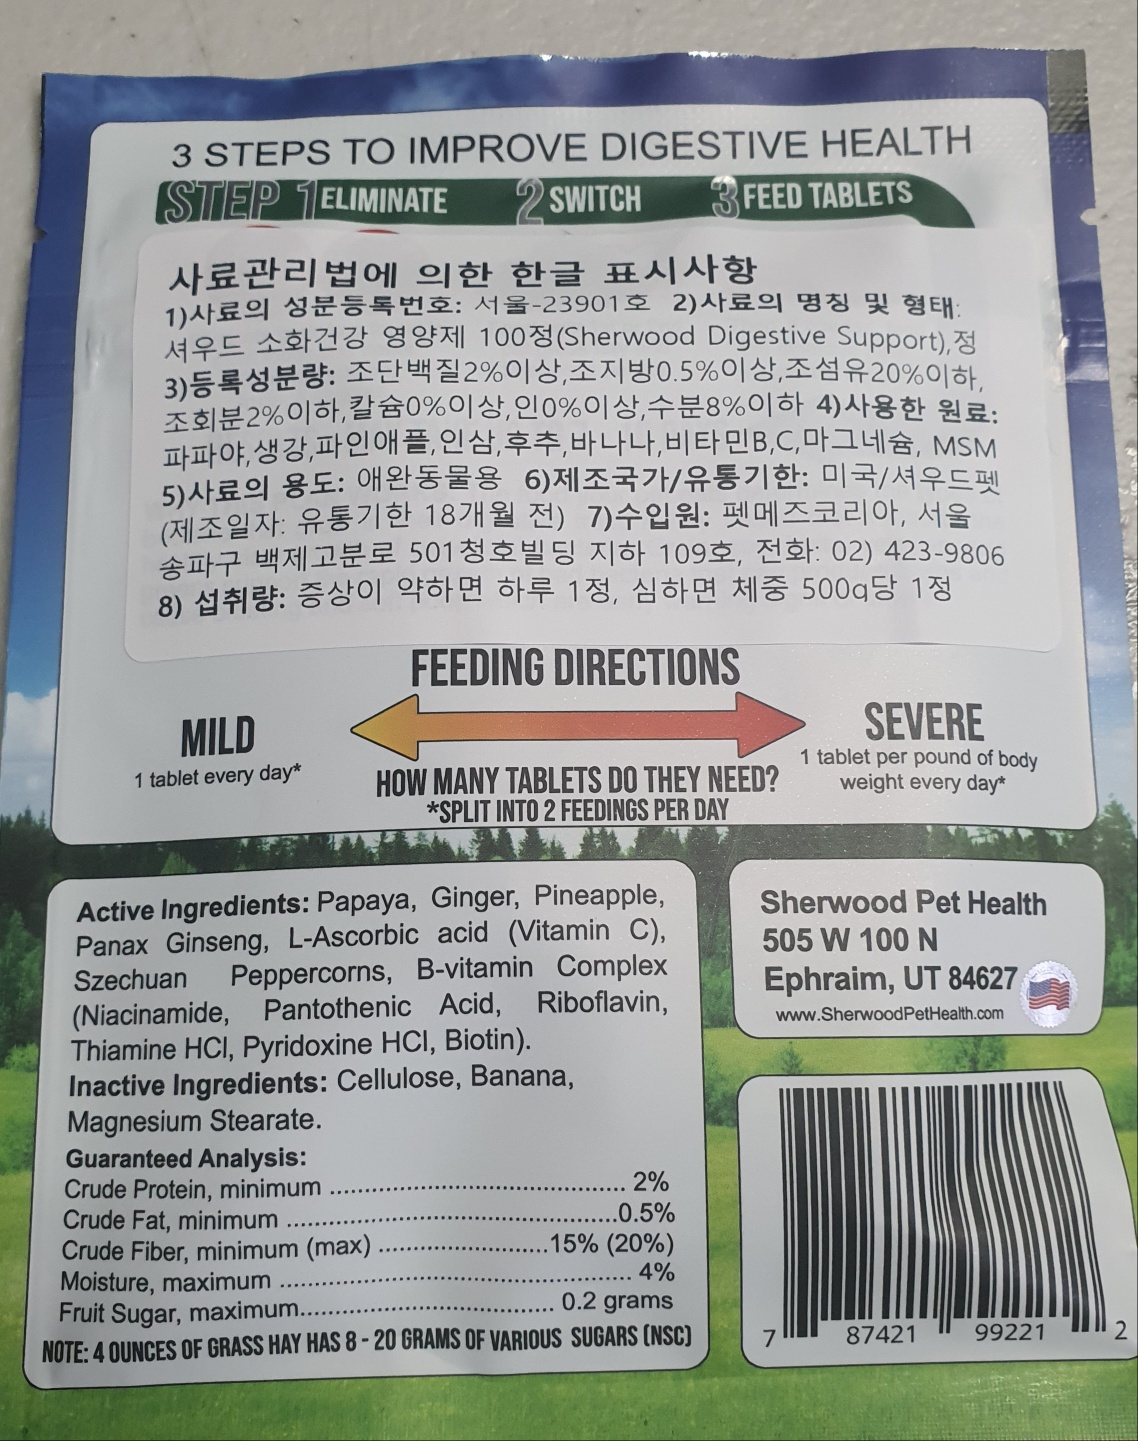 3 STEPS TO IMPROVE DIGESTIVE HEALTH
STEP 1 ELIMINATE 2 SWITCH 3 FEED TABLETS
사료관리법에 의한 한글 표시사항
1)사료의 성분등록번호: 서울-23901호 2)사료의 명칭 및 형태:
셔우드 소화건강 영양제 100정(Sherwood Digestive Support),정
3)등록성분량: 조단백질2%이상,조지방0.5%이상,조섬유20%이하,
조회분2%이하,칼슘0%이상,인0%이상,수분8%이하 4)사용한 원료:
파파야,생강,파인애플,인삼,후추,바나나,비타민B,C,마그네슘, MSM
5)사료의 용도: 애완동물용 6)제조국가/유통기한: 미국/셔우드펫
(제조일자: 유통기한 18개월 전) 7)수입원: 펫메즈코리아, 서울
송파구 백제고분로 501청호빌딩 지하 109호, 전화: 02) 423-9806
8) 섭취량: 증상이 약하면 하루 1정, 심하면 체중 500g당 1정
FEEDING DIRECTIONS
MILD
1 tablet every day*
SEVERE
1 tablet per pound of body
weight every day*
HOW MANY TABLETS DO THEY NEED?
*SPLIT INTO 2 FEEDINGS PER DAY
Active Ingredients: Papaya, Ginger, Pineapple,
Panax Ginseng, L-Ascorbic acid (Vitamin C),
Szechuan Peppercorns, B-vitamin Complex
(Niacinamide, Pantothenic Acid, Riboflavin,
Thiamine HCl, Pyridoxine HCl, Biotin).
Inactive Ingredients: Cellulose, Banana,
Magnesium Stearate.
Guaranteed Analysis:
Crude Protein, minimum ........ 2%
Crude Fat, minimum ........0.5%
Crude Fiber, minimum (max) ........15% (20%)
Moisture, maximum ........ 4%
Fruit Sugar, maximum........ 0.2 grams
NOTE: 4 OUNCES OF GRASS HAY HAS 8 - 20 GRAMS OF VARIOUS SUGARS (NSC)
Sherwood Pet Health
505 W 100 N
Ephraim, UT 84627
www.SherwoodPetHealth.com
7 87421 99221 2